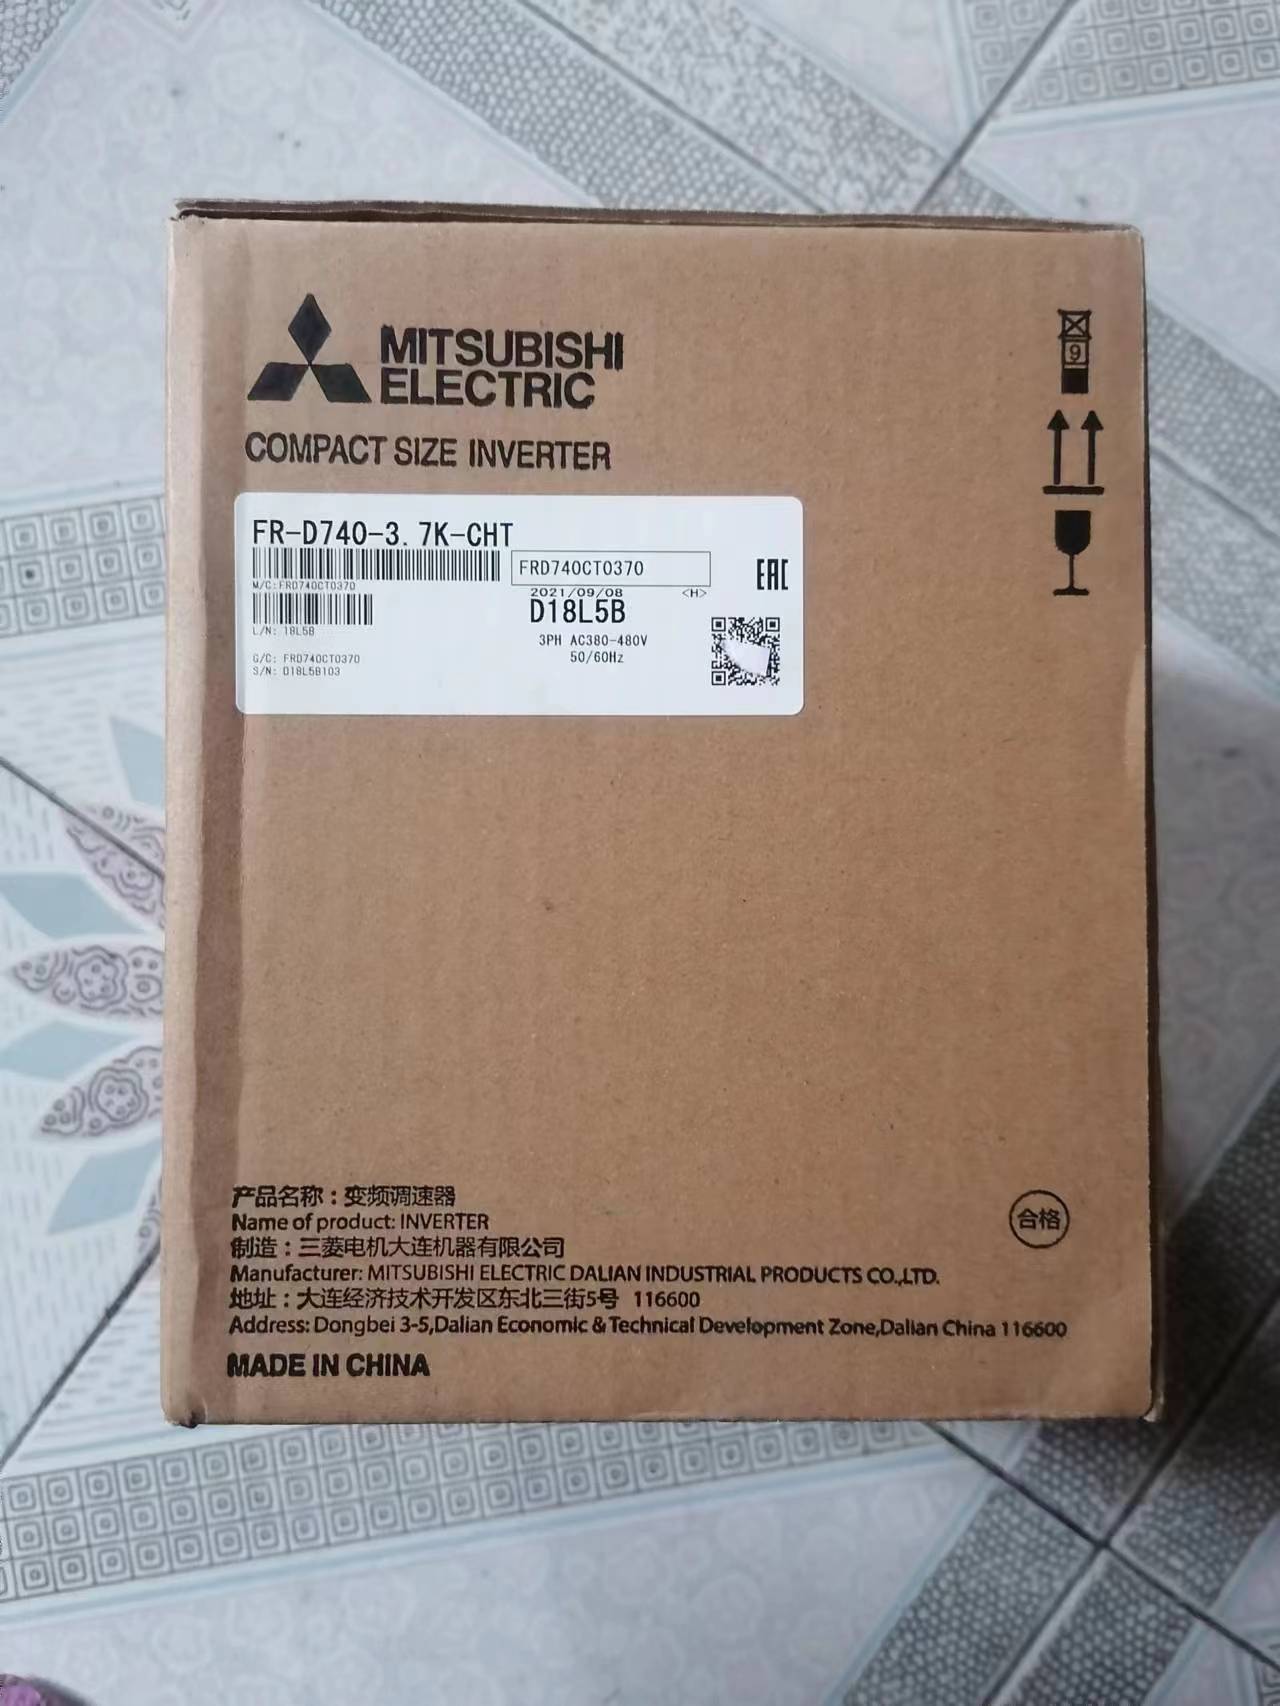 MITSUBISHI
ELECTRIC
COMPACT SIZE INVERTER
9
FR-D740-3.7K-CHT
FRD740CT0370
M/C:FRD740CT0370
2021/09/08 <H>
EAC
D18L5B
L/N: 18L5B
3PH AC380-480V
50/60Hz
G/C: FRD740CT0370
S/N: D18L5B103
产品名称：变频调速器
Name of product: INVERTER
合格
制造：三菱电机大连机器有限公司
Manufacturer: MITSUBISHI ELECTRIC DALIAN INDUSTRIAL PRODUCTS CO.,LTD.
地址：大连经济技术开发区东北三街5号 116600
Address: Dongbei 3-5,Dalian Economic & Technical Development Zone,Dalian China 116600
MADE IN CHINA